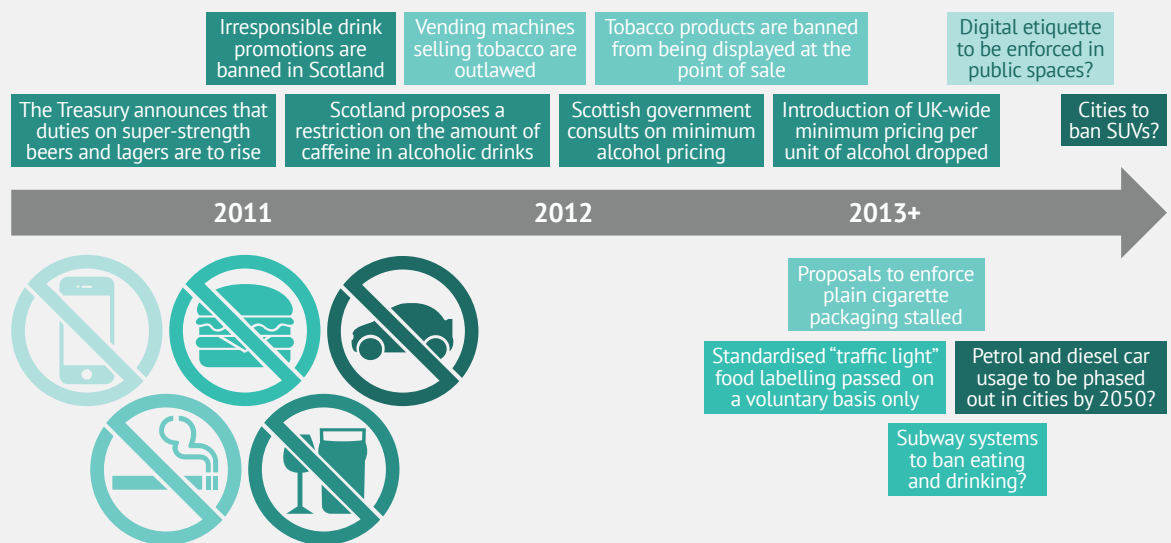 Irresponsible drink
promotions are
banned in Scotland
Vending machines
selling tobacco are
outlawed
Tobacco products are banned
from being displayed at the
point of sale
Digital etiquette
to be enforced in
public spaces?
The Treasury announces that
duties on super-strength
beers and lagers are to rise
Scotland proposes a
restriction on the amount of
caffeine in alcoholic drinks
Scottish government
consults on minimum
alcohol pricing
Introduction of UK-wide
minimum pricing per
unit of alcohol dropped
Cities to
ban SUVs?
2011
2012
2013+
Proposals to enforce
plain cigarette
packaging stalled
Standardised “traffic light”
food labelling passed on
a voluntary basis only
Petrol and diesel car
usage to be phased
out in cities by 2050?
Subway systems
to ban eating
and drinking?